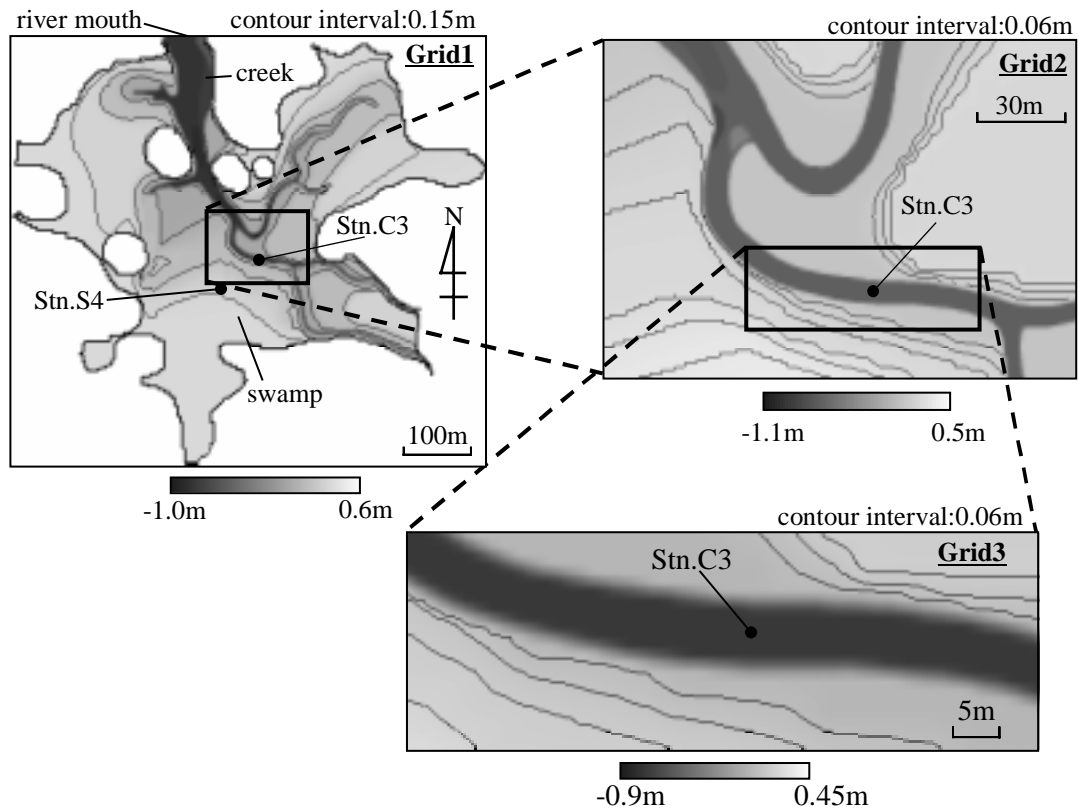 river mouth
contour interval:0.15m
Grid1
creek
Stn.C3
N
Stn.S4
swamp
100m
-1.0m
0.6m
contour interval:0.06m
Grid2
30m
Stn.C3
-1.1m
0.5m
contour interval:0.06m
Grid3
Stn.C3
5m
-0.9m
0.45m